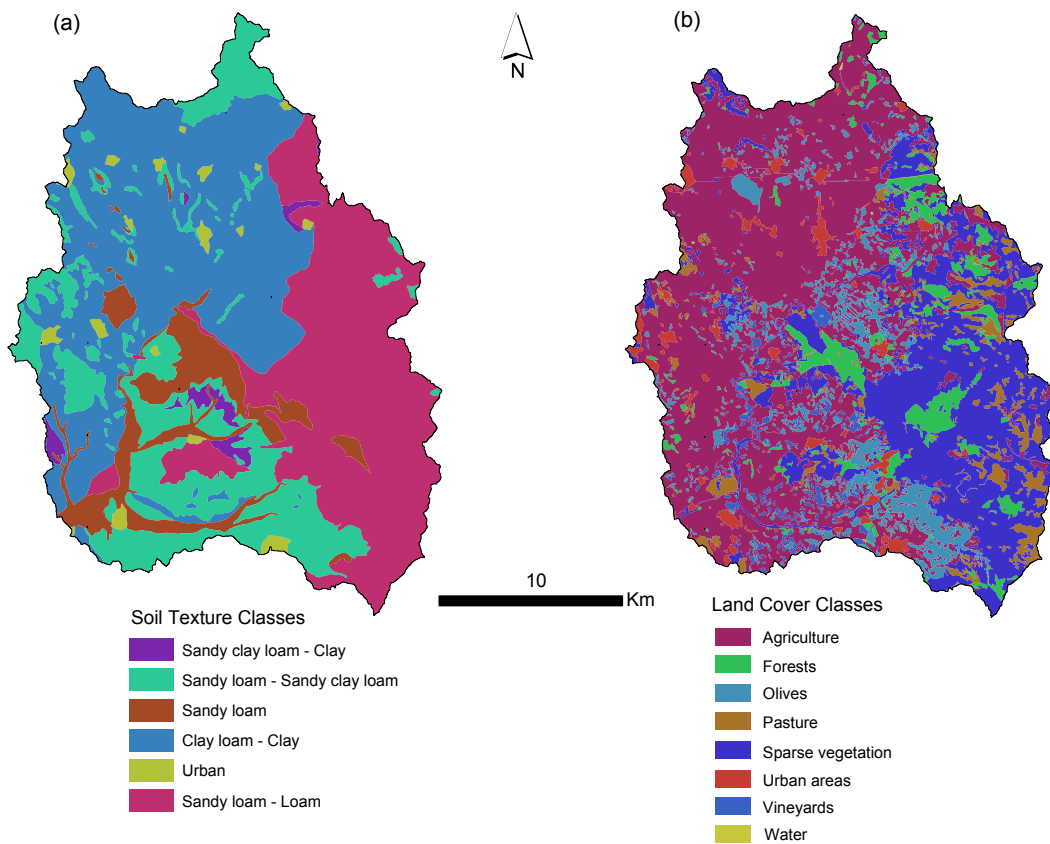 (a)
N
(b)
10
Km
Soil Texture Classes
Sandy clay loam - Clay
Sandy loam - Sandy clay loam
Sandy loam
Clay loam - Clay
Urban
Sandy loam - Loam
Land Cover Classes
Agriculture
Forests
Olives
Pasture
Sparse vegetation
Urban areas
Vineyards
Water